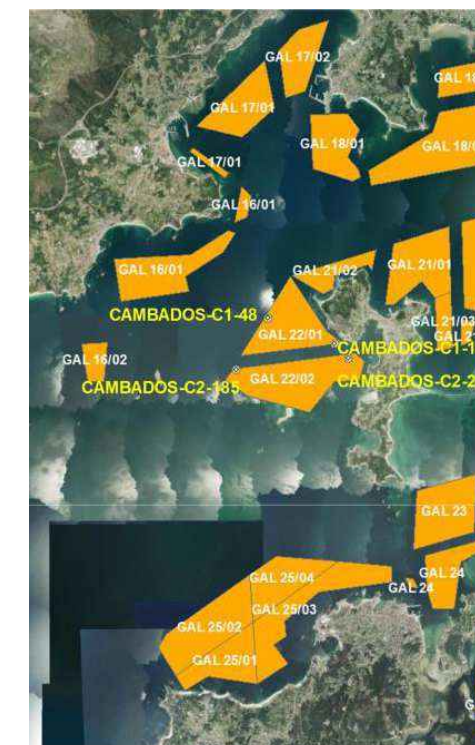 GAL 17/02
GAL 18
GAL 17/01
GAL 18/01
GAL 18/0
GAL 17/01
GAL 16/01
GAL 16/01
GAL 21/02
GAL 21/01
CAMBADOS-C1-48
GAL 21/03
GAL 22/01
GAL 2
CAMBADOS-C1-1
GAL 16/02
GAL 22/02
CAMBADOS-C2-185
CAMBADOS-C2-2
GAL 23
GAL 25/04
GAL 24
GAL 24
GAL 25/03
GAL 25/02
GAL 25/01
G